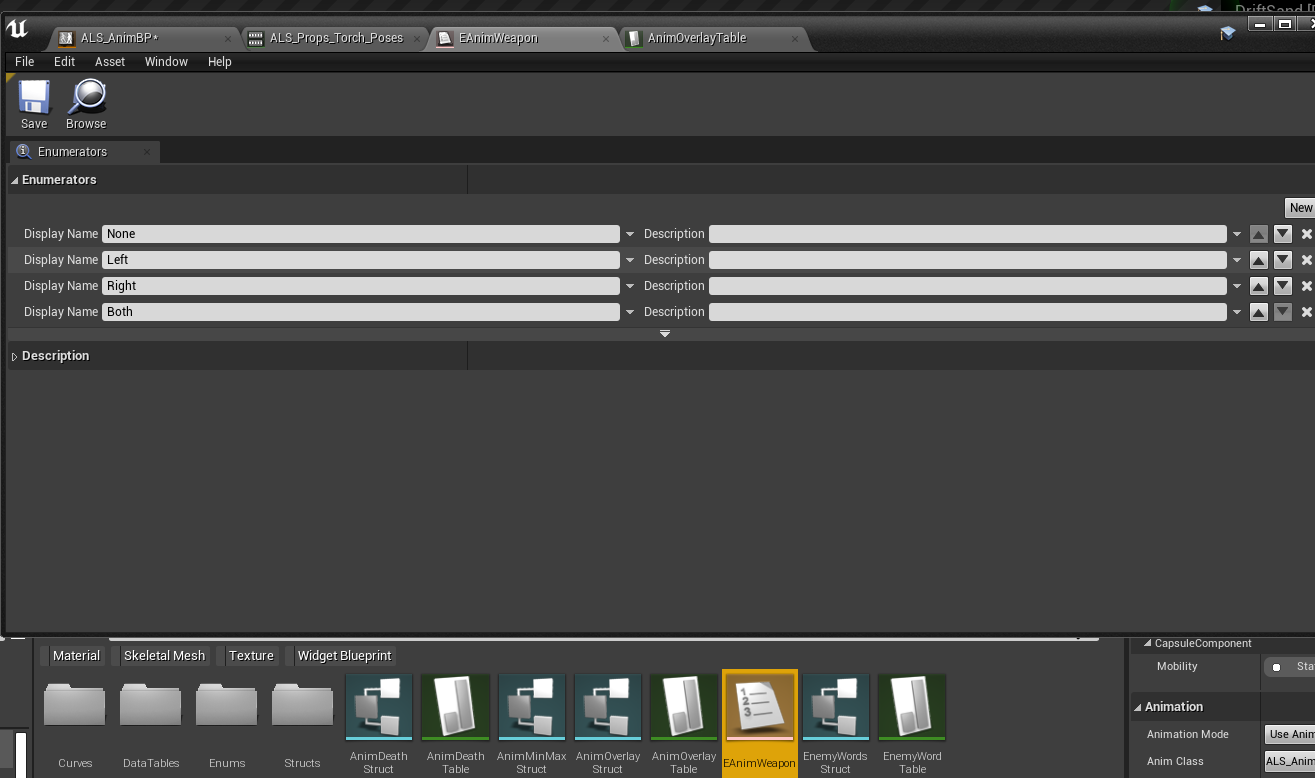 DriftSand
ALS_AnimBP* ALS_Props_Torch_Poses EAnimWeapon AnimOverlayTable
File Edit Asset Window Help
Save Browse
Enumerators
Enumerators
New
Display Name None Description
Display Name Left Description
Display Name Right Description
Display Name Both Description
Description
CapsuleComponent
Material Skeletal Mesh Texture Widget Blueprint
Mobility
Animation
Animation Mode Use Anim
Anim Class ALS_Anim
Curves DataTables Enums Structs AnimDeath AnimDeath AnimMinMax AnimOverlay AnimOverlay EAnimWeapon EnemyWords EnemyWord
Struct Table Struct Struct Table Struct Table